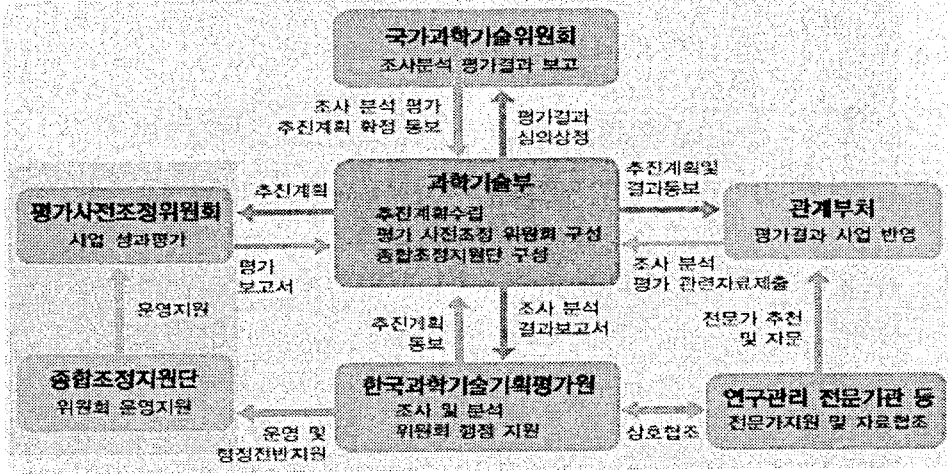 국가과학기술위원회
조사분석 평가결과 보고
조사 분석 평가
추진계획 확정 통보
평가결과
심의상정
과학기술부
추진계획수립
평가 사전조정 위원회 구성
종합조정지원단 구성
추진계획
추진계획및
결과통보
평가사전조정위원회
사업 성과평가
관계부처
평가결과 사업 반영
평가
보고서
조사 분석
평가 관련자료제출
운영지원
추진계획
통보
조사 분석
결과보고서
전문가 추천
및 자문
종합조정지원단
위원회 운영지원
한국과학기술기획평가원
조사 및 분석
위원회 행정 지원
연구관리 전문기관 등
전문가지원 및 자료협조
운영 및
행정전반지원
상호협조